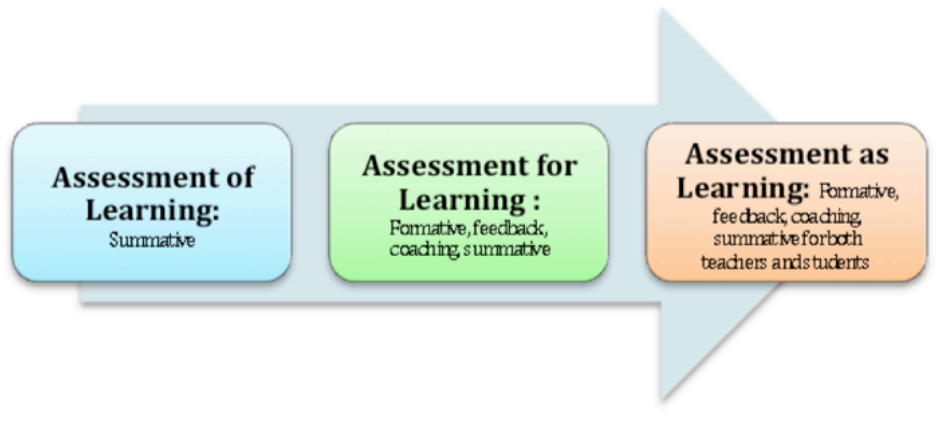 Assessment of
Learning:
Summative
Assessment for
Learning :
Formative, feedback,
coaching, summative
Assessment as
Learning: Formative,
feedback, coaching,
summative for both
teachers and students